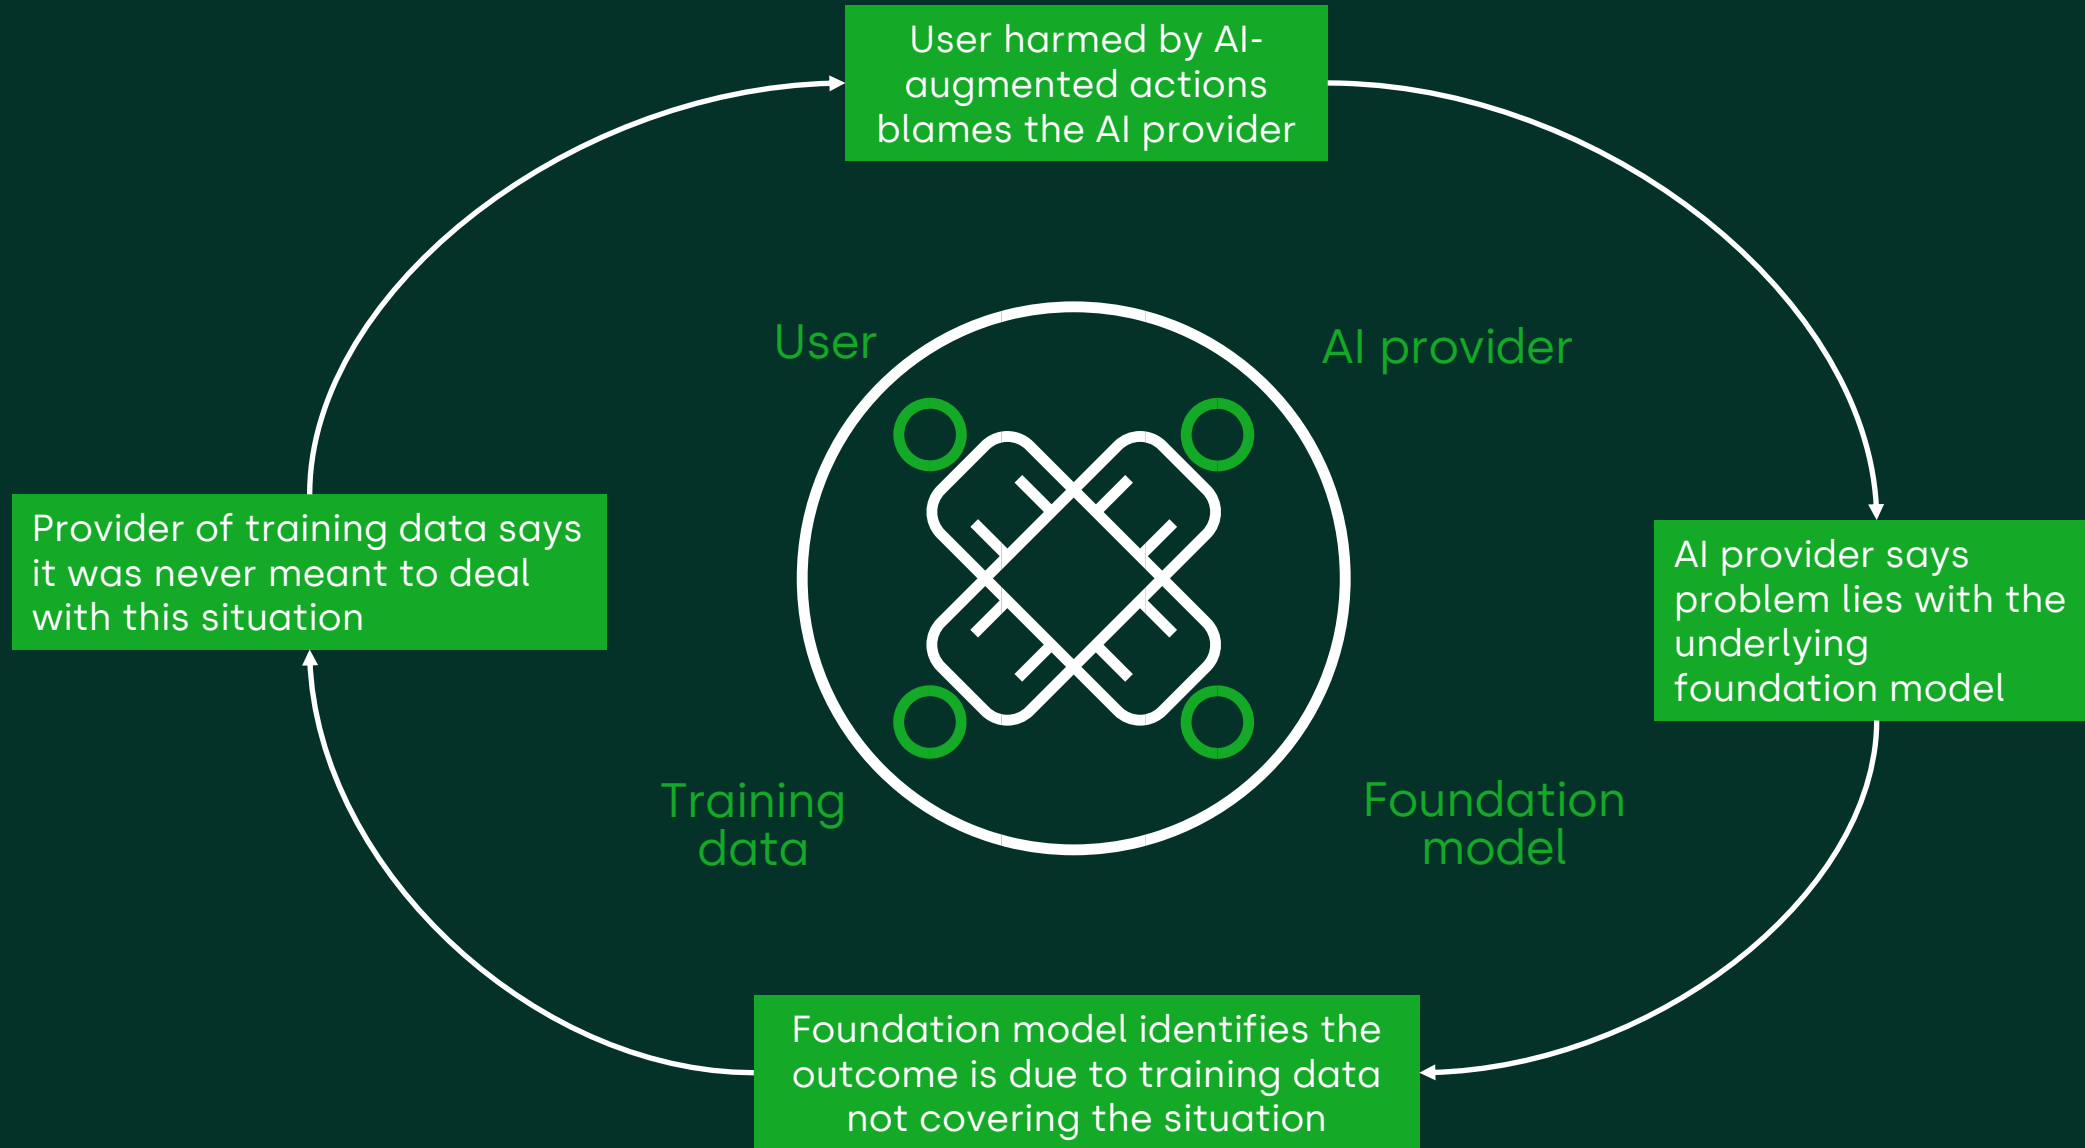 User harmed by AI-
augmented actions
blames the AI provider
User
AI provider
Provider of training data says
it was never meant to deal
with this situation
AI provider says
problem lies with the
underlying
foundation model
Training
data
Foundation
model
Foundation model identifies the
outcome is due to training data
not covering the situation